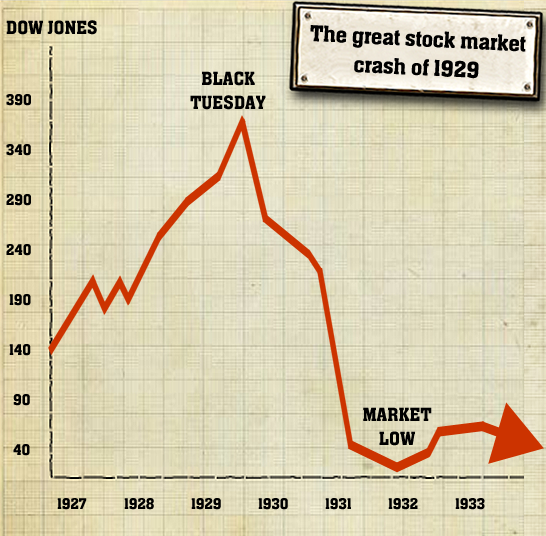 DOW JONES
The great stock market
crash of 1929
BLACK
TUESDAY
390
340
290
240
190
140
90
40
MARKET
LOW
1927 1928 1929 1930 1931 1932 1933